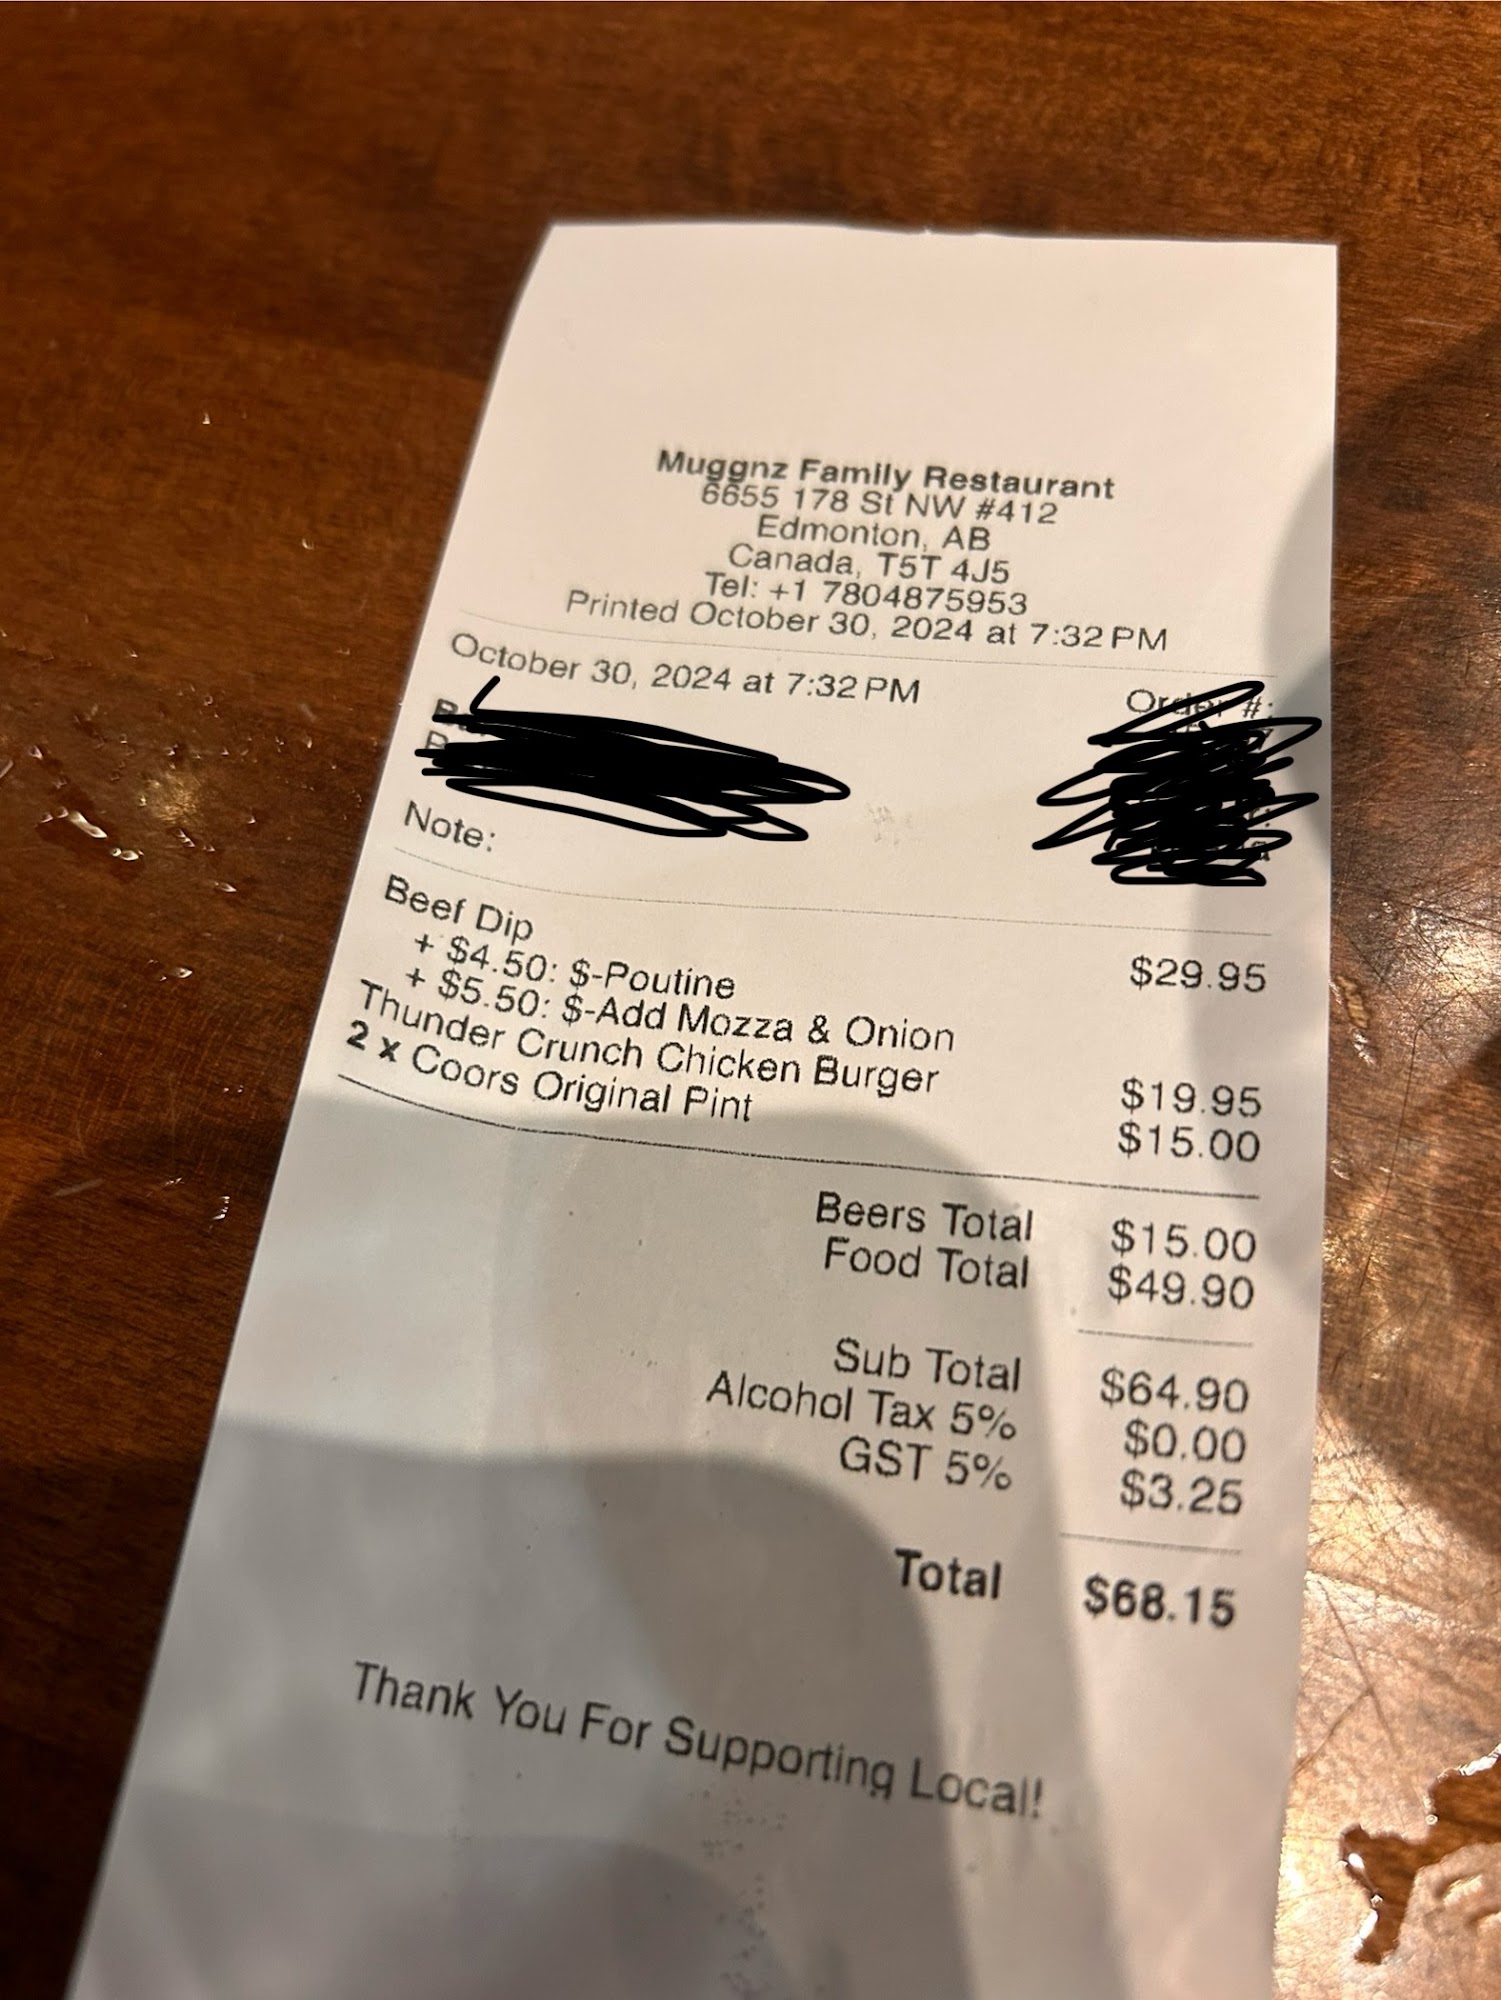 Muggnz Family Restaurant
6655 178 St NW #412
Edmonton, AB
Canada, T5T 4J5
Tel: +1 7804875953
Printed October 30, 2024 at 7:32 PM
October 30, 2024 at 7:32 PM Order #:
Note:
Beef Dip $29.95
+ $4.50: $-Poutine
+ $5.50: $-Add Mozza & Onion
Thunder Crunch Chicken Burger $19.95
2 x Coors Original Pint $15.00
Beers Total $15.00
Food Total $49.90
Sub Total $64.90
Alcohol Tax 5% $0.00
GST 5% $3.25
Total $68.15
Thank You For Supporting Local!